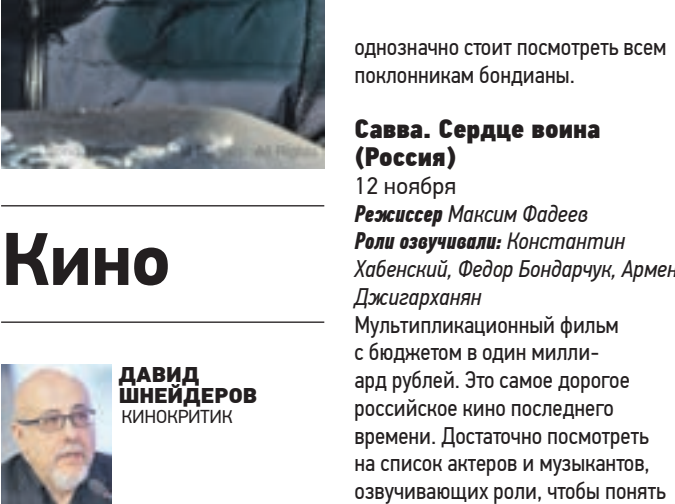 Кино
ДАВИД
ШНЕЙДЕРОВ
КИНОКРИТИК
однозначно стоит посмотреть всем
поклонникам бондианы.
Савва. Сердце воина
(Россия)
12 ноября
Режиссер Максим Фадеев
Роли озвучивали: Константин
Хабенский, Федор Бондарчук, Армен
Джигарханян
Мультипликационный фильм
с бюджетом в один милли-
ард рублей. Это самое дорогое
российское кино последнего
времени. Достаточно посмотреть
на список актеров и музыкантов,
озвучивающих роли, чтобы понять